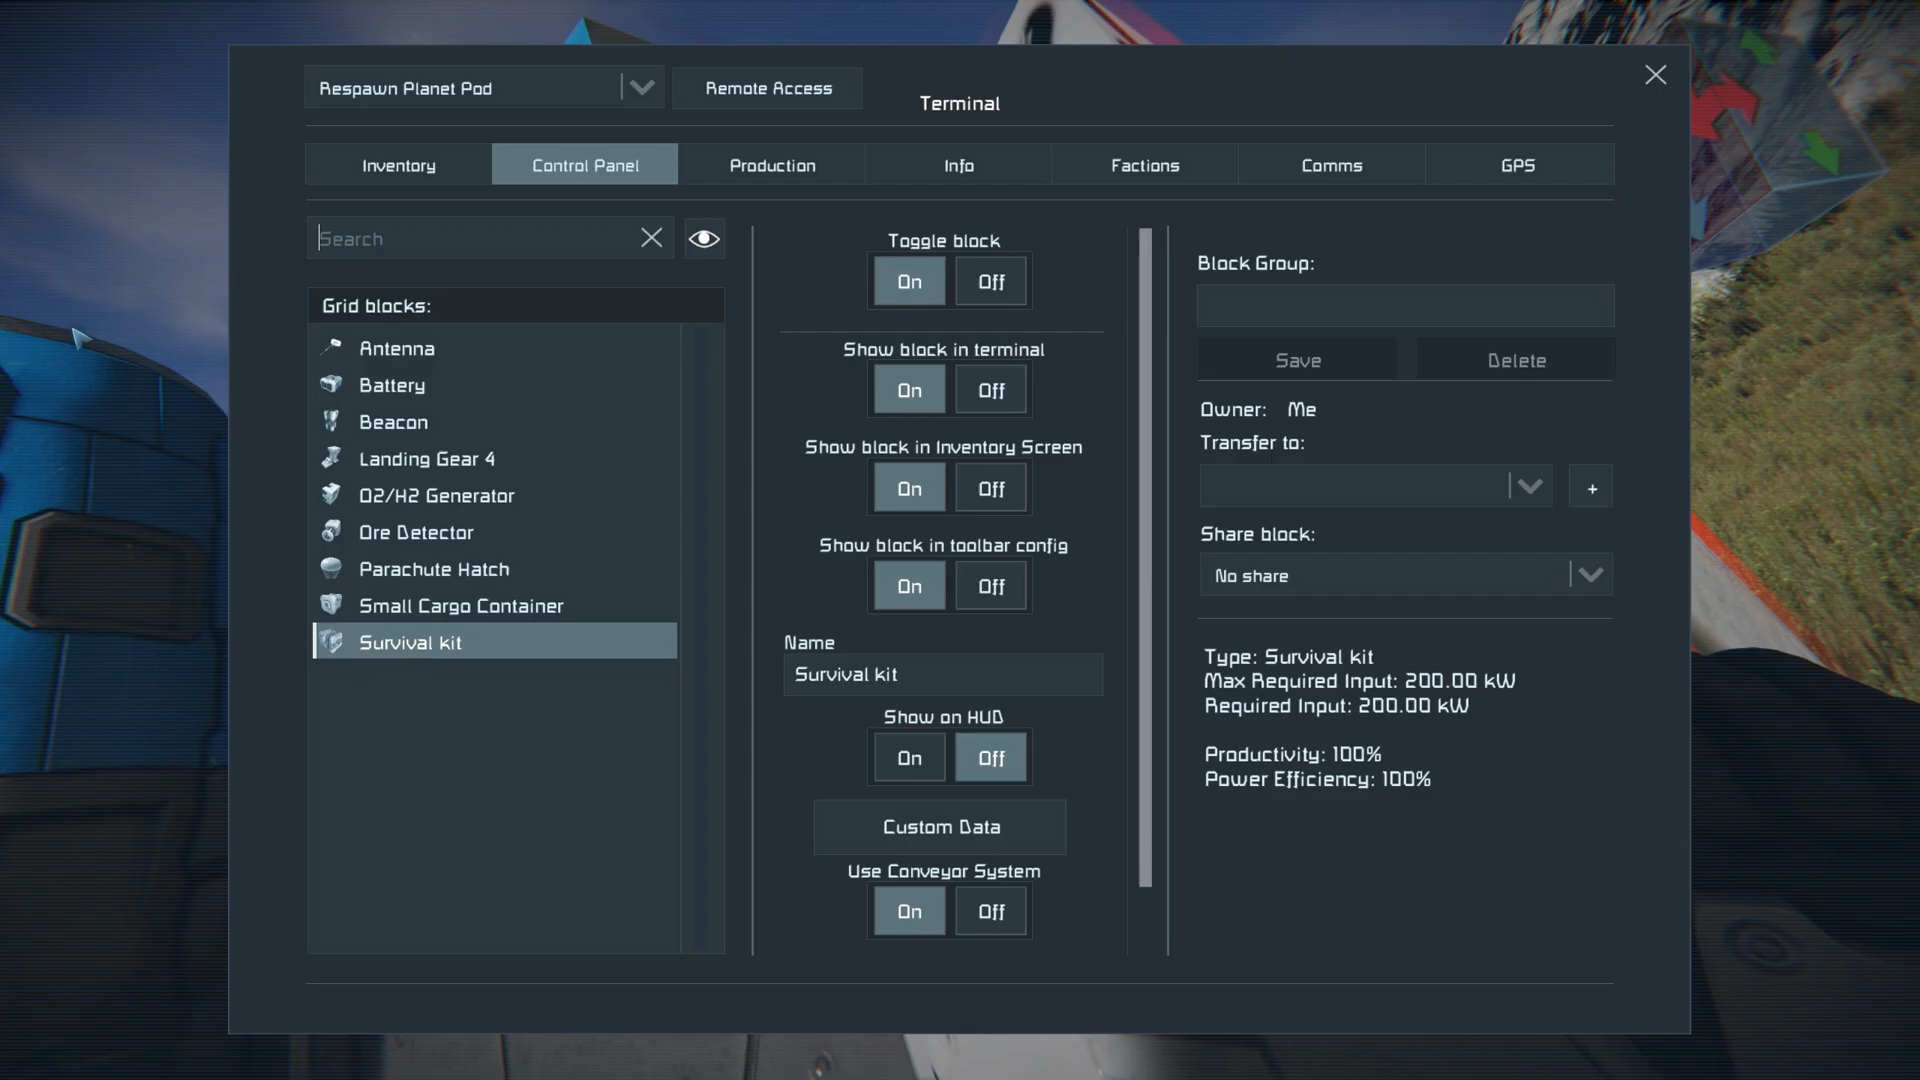 Respawn Planet Pod
Remote Access
Terminal
Inventory
Control Panel
Production
Info
Factions
Comms
GPS
Search
Grid blocks:
Antenna
Battery
Beacon
Landing Gear 4
O2/H2 Generator
Ore Detector
Parachute Hatch
Small Cargo Container
Survival kit
Toggle block
On Off
Show block in terminal
On Off
Show block in Inventory Screen
On Off
Show block in toolbar config
On Off
Name
Survival kit
Show on HUD
On Off
Custom Data
Use Conveyor System
On Off
Block Group:
Save Delete
Owner: Me
Transfer to:
+
Share block:
No share
Type: Survival kit
Max Required Input: 200.00 kW
Required Input: 200.00 kW
Productivity: 100%
Power Efficiency: 100%